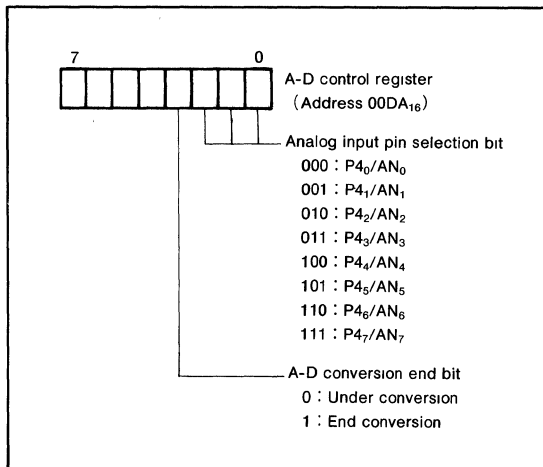 7 0
A-D control register
(Address 00DA₁₆)
Analog input pin selection bit
000 : P4₀/AN₀
001 : P4₁/AN₁
010 : P4₂/AN₂
011 : P4₃/AN₃
100 : P4₄/AN₄
101 : P4₅/AN₅
110 : P4₆/AN₆
111 : P4₇/AN₇
A-D conversion end bit
0 : Under conversion
1 : End conversion